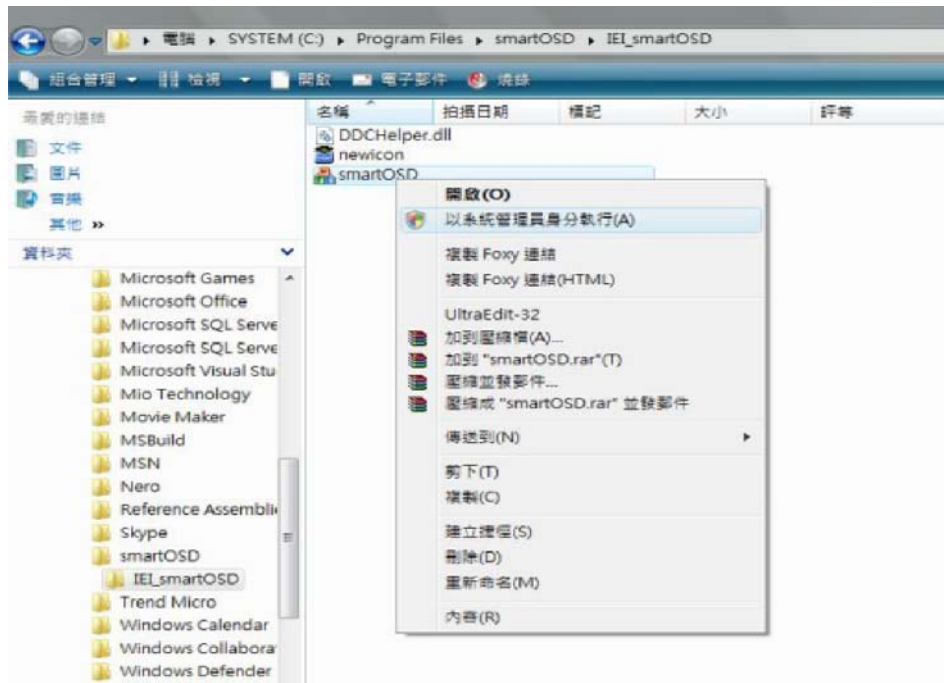 電腦 ▸ SYSTEM (C:) ▸ Program Files ▸ smartOSD ▸ IEI_smartOSD
組合管理 檢視 開啟 電子郵件 燒錄
最愛的連結
文件
圖片
音樂
其他 »
資料夾
Microsoft Games
Microsoft Office
Microsoft SQL Serve
Microsoft SQL Serve
Microsoft Visual Stu
Mio Technology
Movie Maker
MSBuild
MSN
Nero
Reference Assemblie
Skype
smartOSD
IEI_smartOSD
Trend Micro
Windows Calendar
Windows Collabora
Windows Defender
名稱 拍攝日期 標記 大小 評等
DDCHelper.dll
newicon
smartOSD
開啟(O)
以系統管理員身分執行(A)
複製 Foxy 連結
複製 Foxy 連結(HTML)
UltraEdit-32
加到壓縮檔(A)...
加到 "smartOSD.rar"(T)
壓縮並發郵件...
壓縮成 "smartOSD.rar" 並發郵件
傳送到(N)
剪下(T)
複製(C)
建立捷徑(S)
刪除(D)
重新命名(M)
內容(R)